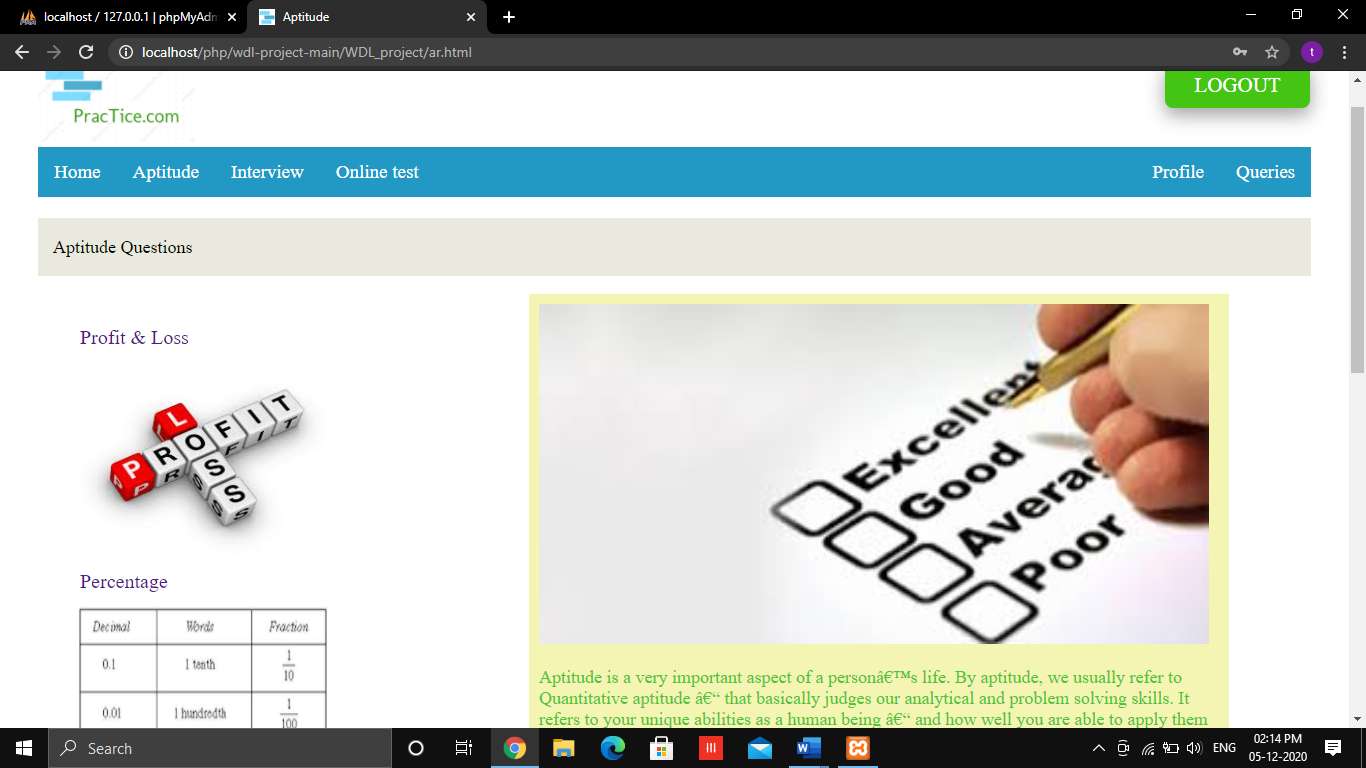 localhost / 127.0.0.1 | phpMyAdm
Aptitude
localhost/php/wdl-project-main/WDL_project/ar.html
t
PracTice.com
LOGOUT
Home Aptitude Interview Online test Profile Queries
Aptitude Questions
Profit & Loss
L
PROFIT
O
S
S
Percentage
Decimal Words Fraction
0.1 1 tenth 1/10
0.01 1 hundredth 1/100
Excellent
Good
Averag
Poor
Aptitude is a very important aspect of a personâ€™s life. By aptitude, we usually refer to
Quantitative aptitude â€“ that basically judges our analytical and problem solving skills. It
refers to your unique abilities as a human being â€“ and how well you are able to apply them
Search
ENG
02:14 PM
05-12-2020